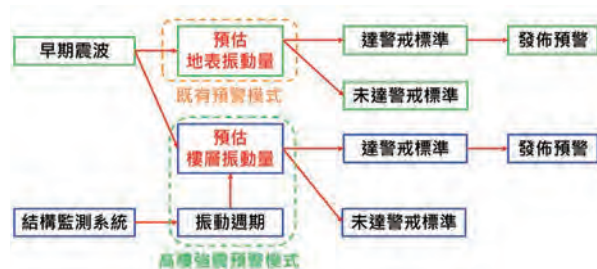 早期震波
預估
地表振動量
達警戒標準
發佈預警
既有預警模式
未達警戒標準
預估
樓層振動量
達警戒標準
發佈預警
結構監測系統
振動週期
未達警戒標準
高樓強震預警模式